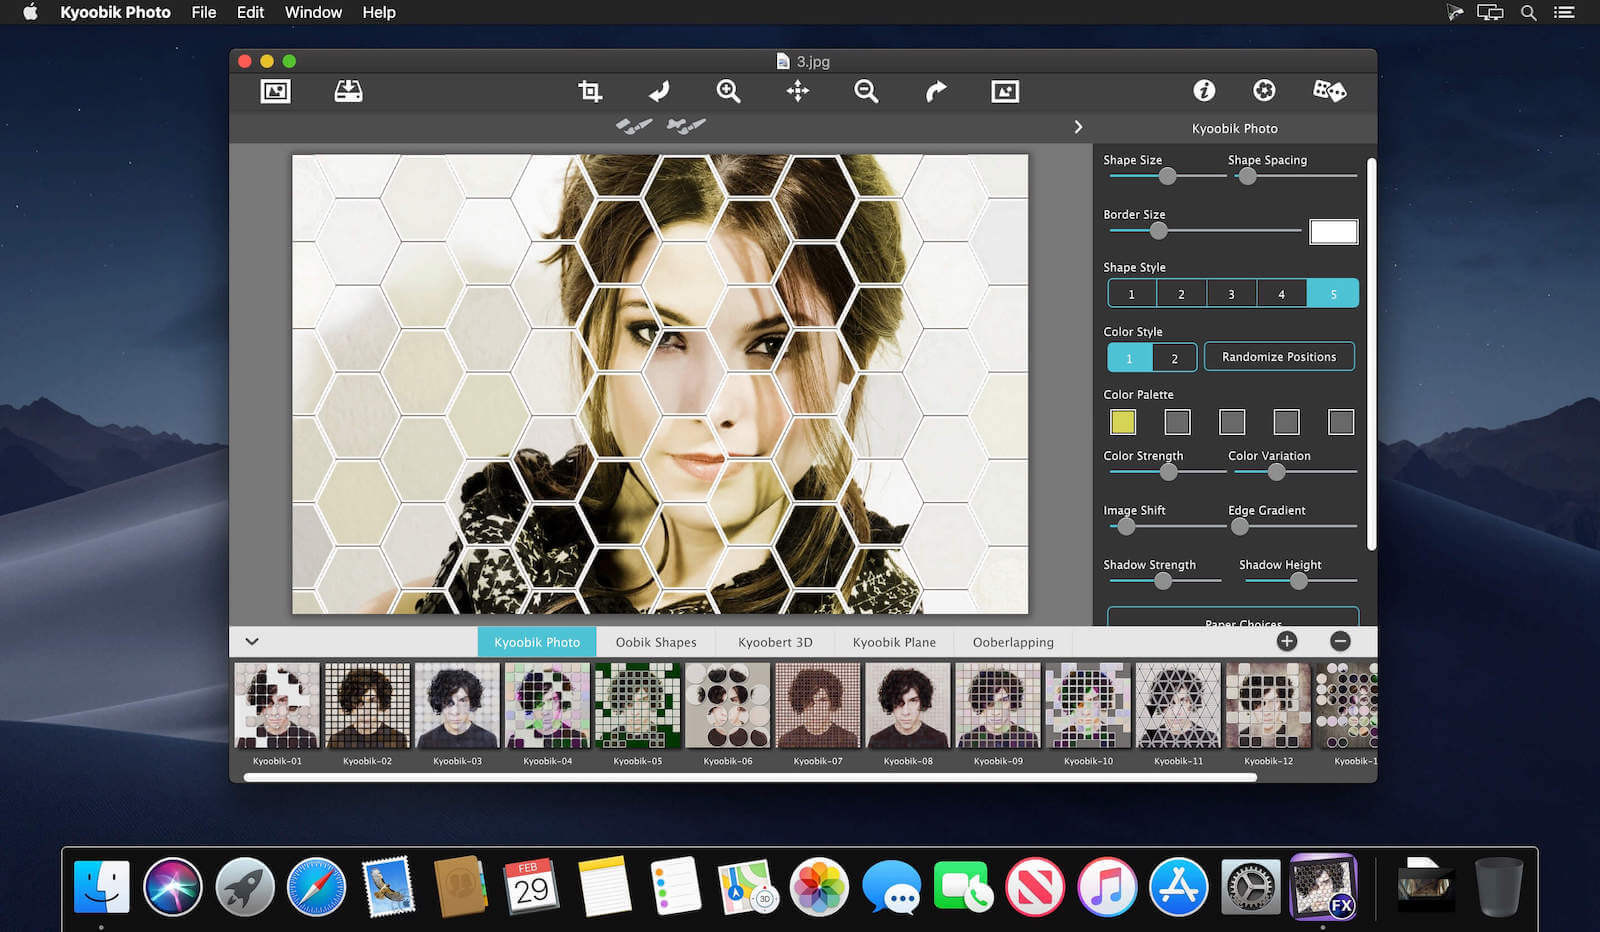 Kyoobik Photo File Edit Window Help
3.jpg
Kyoobik Photo
Shape Size Shape Spacing
Border Size
Shape Style
1 2 3 4 5
Color Style
1 2 Randomize Positions
Color Palette
Color Strength Color Variation
Image Shift Edge Gradient
Shadow Strength Shadow Height
Paper Choices
Kyoobik Photo Oobik Shapes Kyoobert 3D Kyoobik Plane Ooberlapping
Kyoobik-01 Kyoobik-02 Kyoobik-03 Kyoobik-04 Kyoobik-05 Kyoobik-06 Kyoobik-07 Kyoobik-08 Kyoobik-09 Kyoobik-10 Kyoobik-11 Kyoobik-12 Kyoobik-1
FEB
29
3D
FX